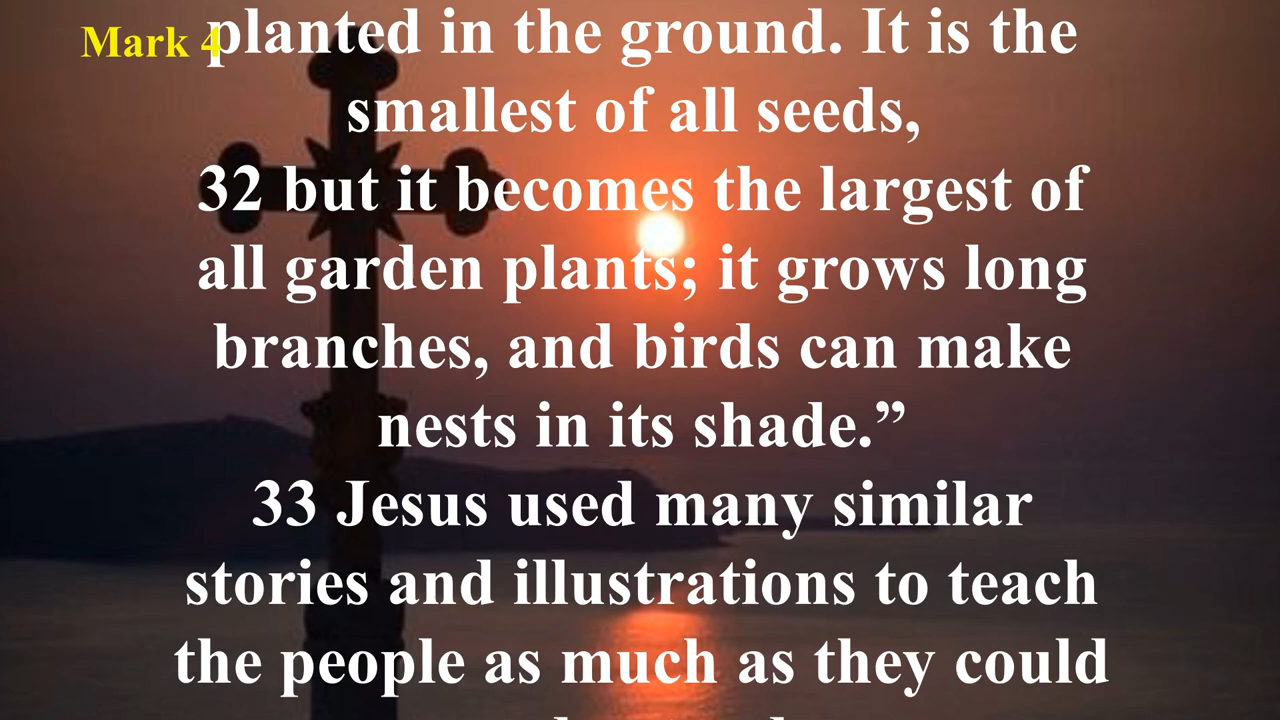 Mark 4
planted in the ground. It is the
smallest of all seeds,
32 but it becomes the largest of
all garden plants; it grows long
branches, and birds can make
nests in its shade.”
33 Jesus used many similar
stories and illustrations to teach
the people as much as they could